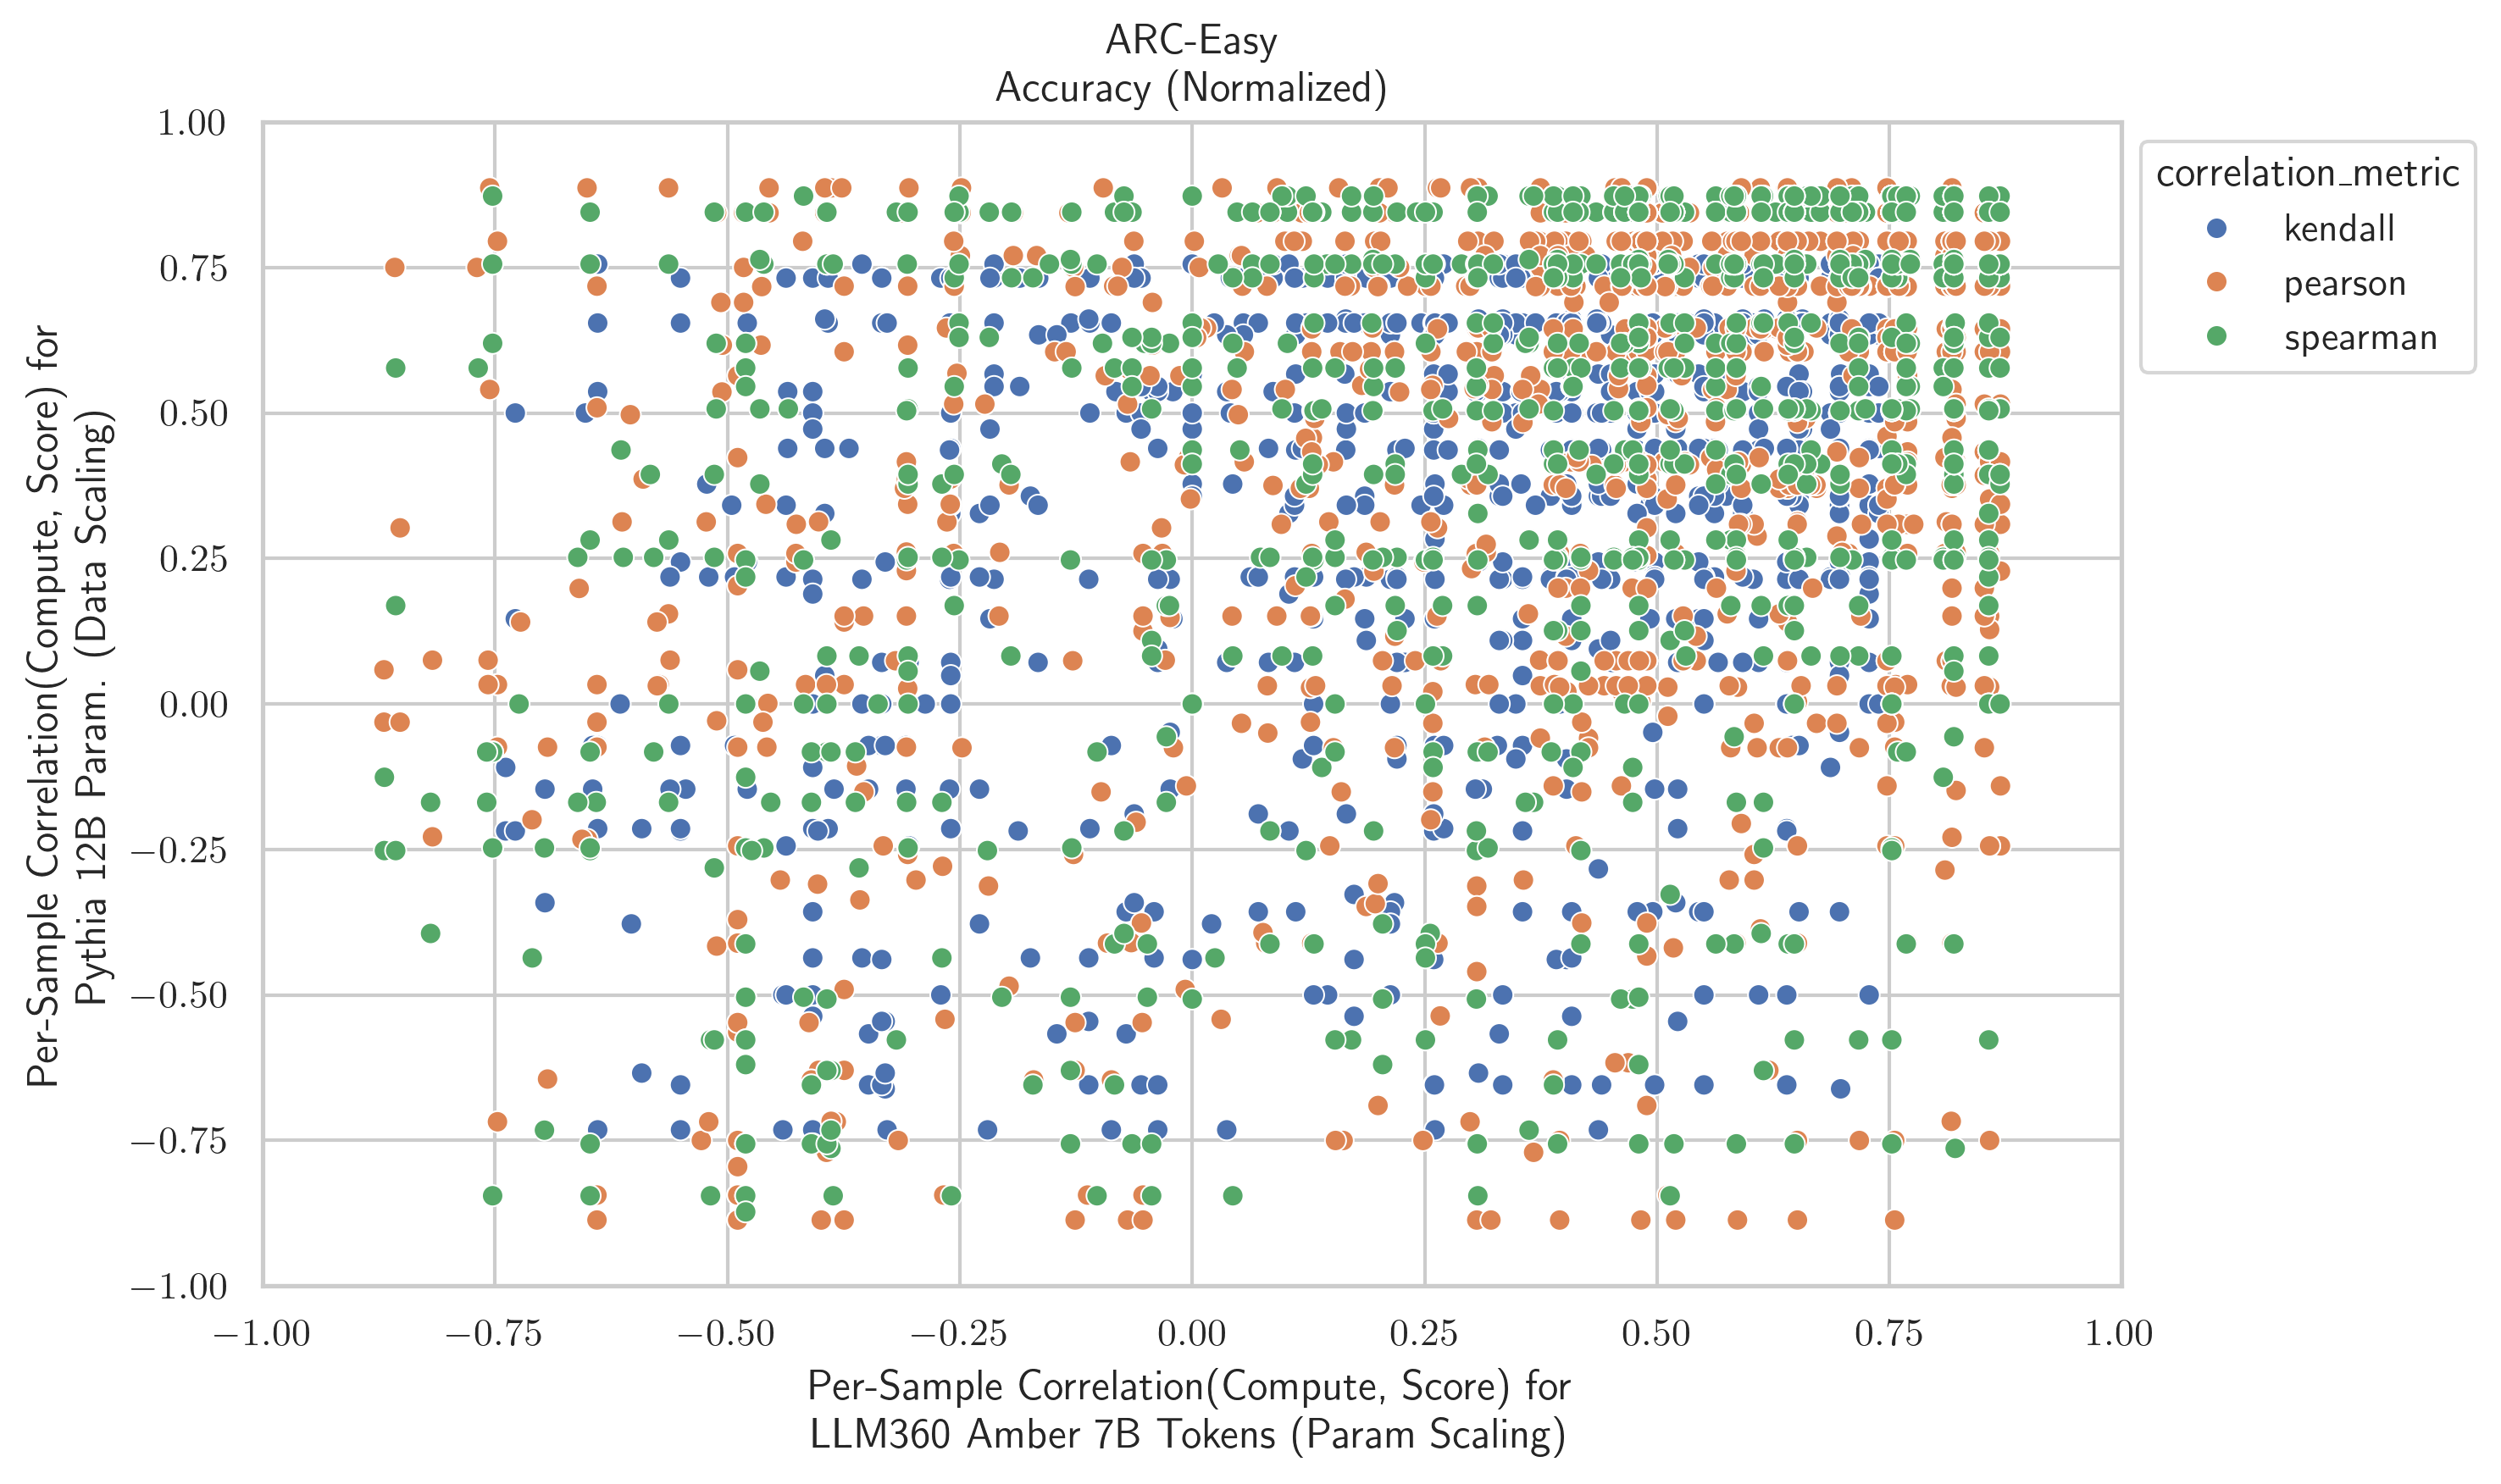 ARC-Easy
Accuracy (Normalized)
Per-Sample Correlation(Compute, Score) for
Pythia 12B Param. (Data Scaling)
1.00
0.75
0.50
0.25
0.00
−0.25
−0.50
−0.75
−1.00
−1.00
−0.75
−0.50
−0.25
0.00
0.25
0.50
0.75
1.00
Per-Sample Correlation(Compute, Score) for
LLM360 Amber 7B Tokens (Param Scaling)
correlation_metric
kendall
pearson
spearman